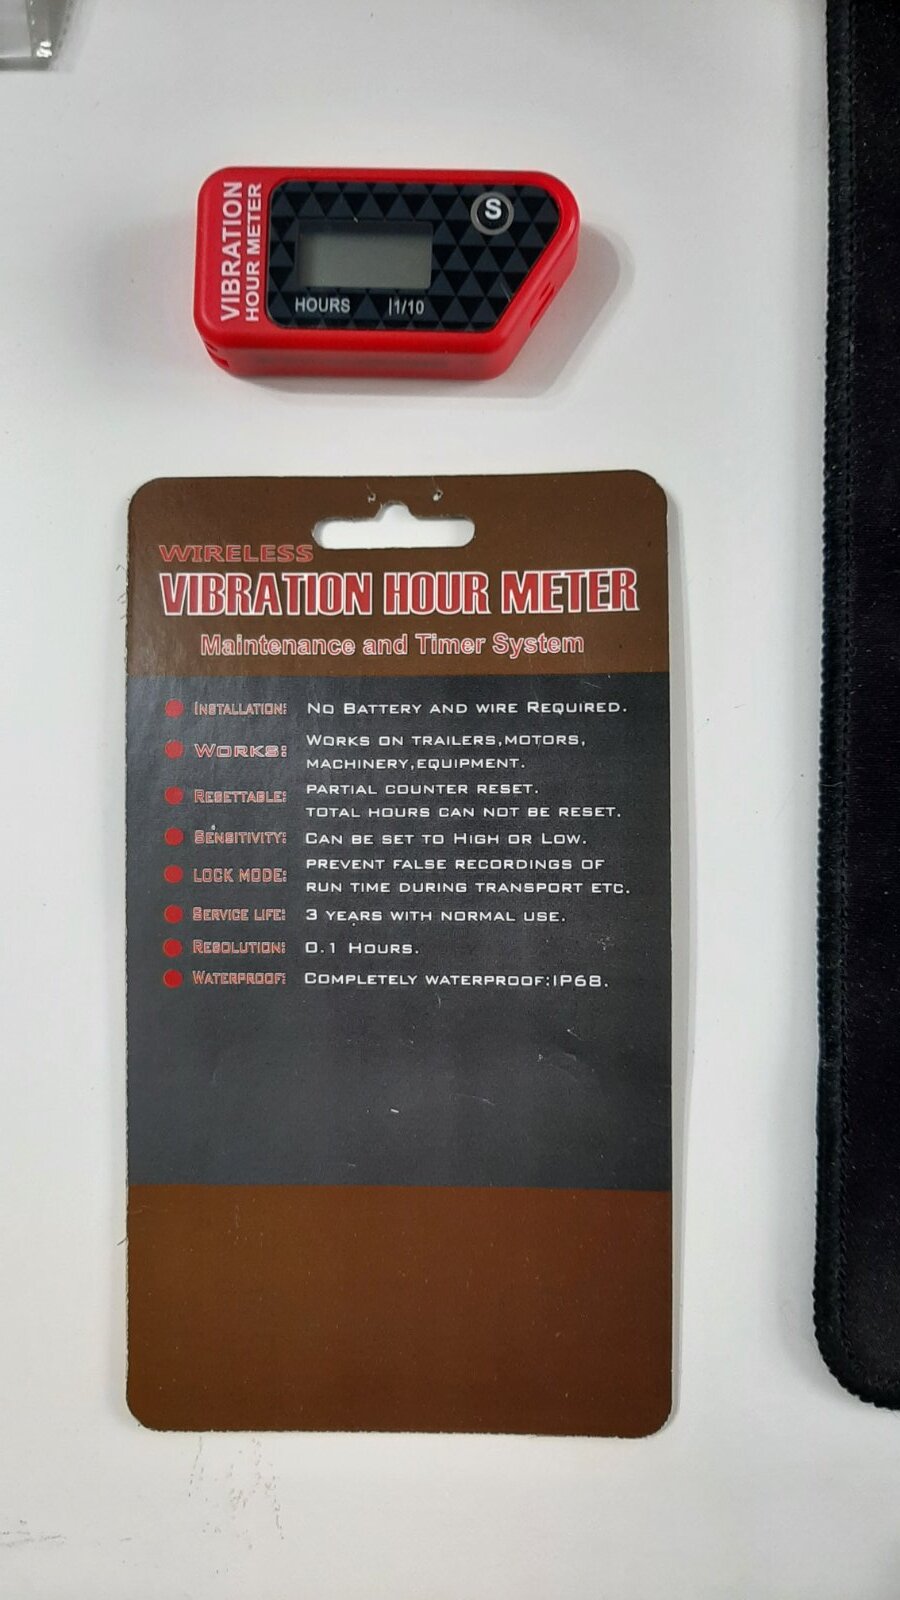 VIBRATION
HOUR METER
S
HOURS |1/10
WIRELESS
VIBRATION HOUR METER
Maintenance and Timer System
INSTALLATION: NO BATTERY AND WIRE REQUIRED.
WORKS: WORKS ON TRAILERS,MOTORS,
MACHINERY,EQUIPMENT.
RESETTABLE: PARTIAL COUNTER RESET.
TOTAL HOURS CAN NOT BE RESET.
SENSITIVITY: CAN BE SET TO HIGH OR LOW.
LOCK MODE: PREVENT FALSE RECORDINGS OF
RUN TIME DURING TRANSPORT ETC.
SERVICE LIFE: 3 YEARS WITH NORMAL USE.
RESOLUTION: 0.1 HOURS.
WATERPROOF: COMPLETELY WATERPROOF:IP68.